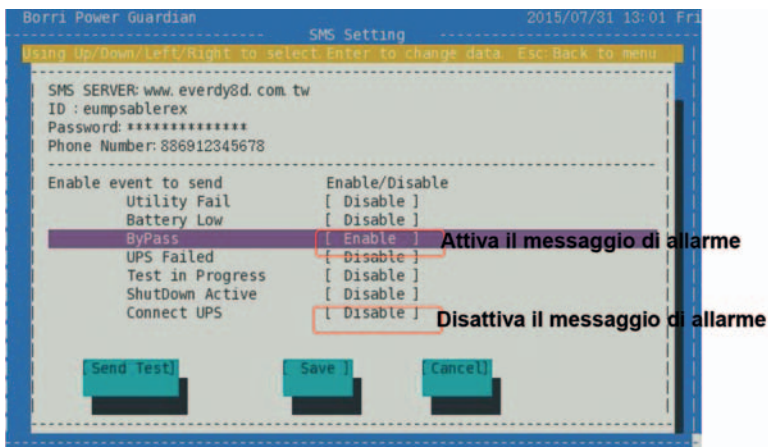 Borri Power Guardian 2015/07/31 13:01 Fri
SMS Setting
Using Up/Down/Left/Right to select.Enter to change data. Esc:Back to menu
SMS SERVER: www.everdy8d.com.tw
ID : eumpsablerex
Password: **************
Phone Number: 886912345678
Enable event to send Enable/Disable
Utility Fail [ Disable ]
Battery Low [ Disable ]
ByPass [ Enable ] Attiva il messaggio di allarme
UPS Failed [ Disable ]
Test in Progress [ Disable ]
ShutDown Active [ Disable ]
Connect UPS [ Disable ] Disattiva il messaggio di allarme
[Send Test] [ Save ] [Cancel]